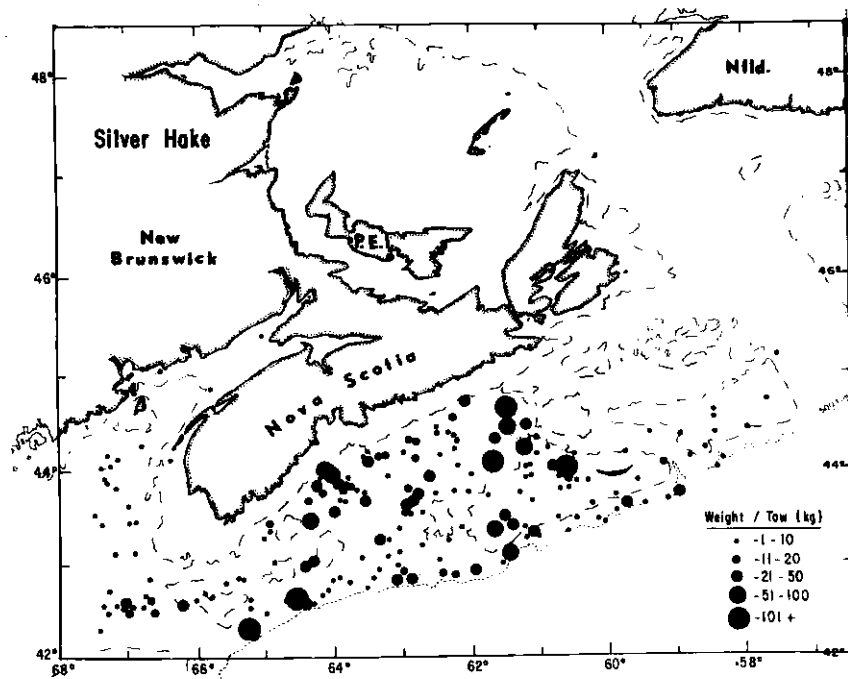 48°
Nfld.
48°
Silver Hake
New
Brunswick
P.E.I.
46°
46°
Nova Scotia
44°
44°
Weight / Tow (kg)
-1-10
-11-20
-21-50
-51-100
-101+
42°
42°
68°
66°
64°
62°
60°
58°